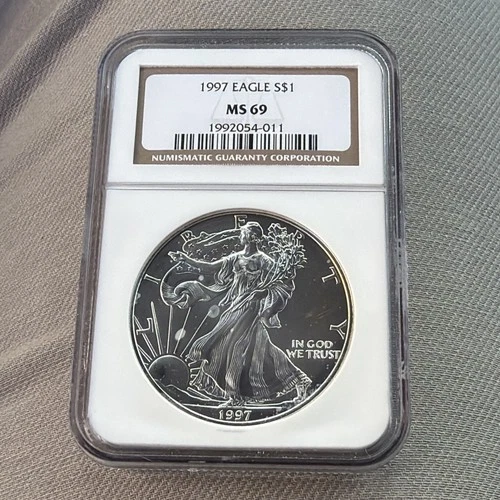 1997 EAGLE S$1
MS 69
1992054-011
NUMISMATIC GUARANTY CORPORATION
LIBERTY
IN GOD
WE TRUST
1997